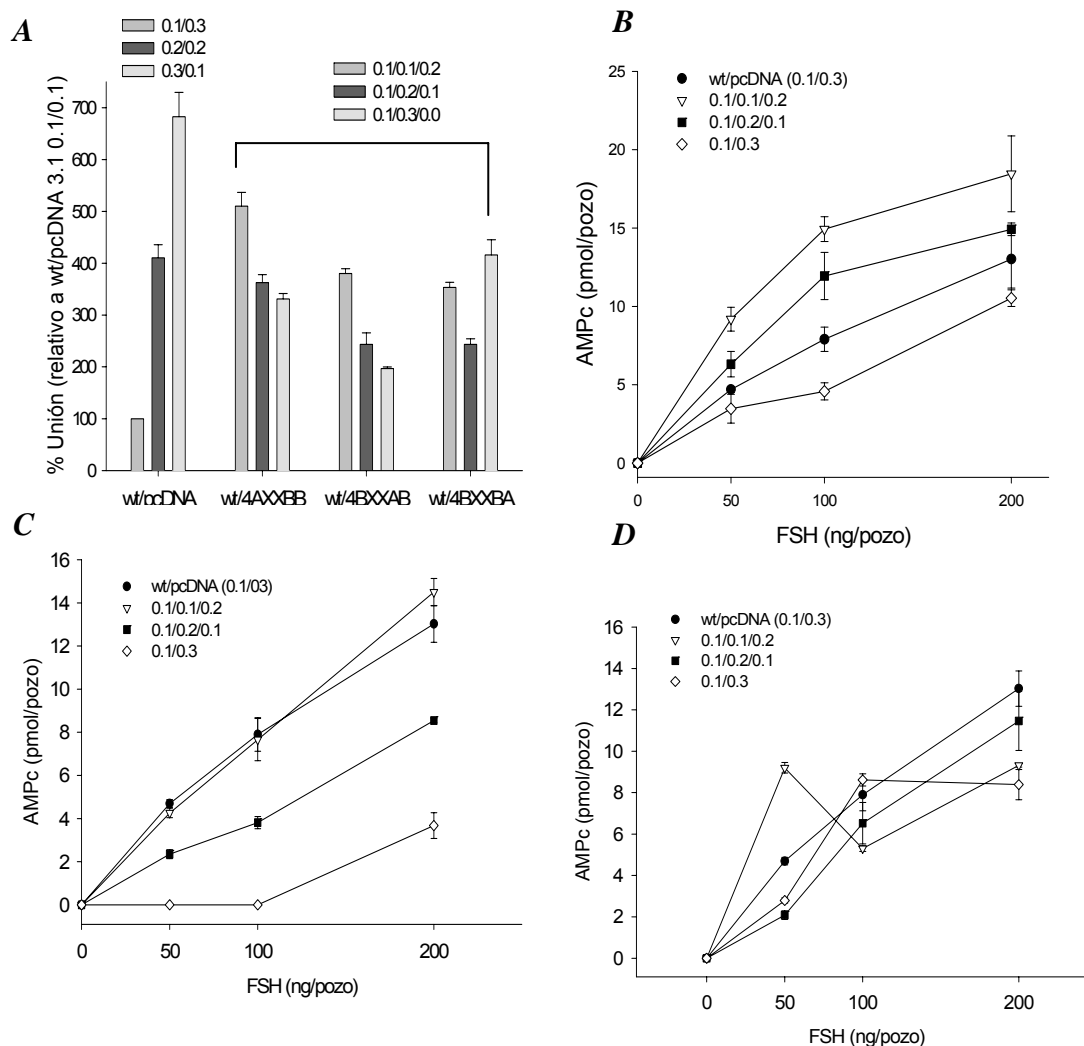 A
0.1/0.3
0.2/0.2
0.3/0.1
0.1/0.1/0.2
0.1/0.2/0.1
0.1/0.3/0.0
% Unión (relativo a wt/pcDNA 3.1 0.1/0.1)
700
600
500
400
300
200
100
0
wt/pcDNA
wt/4AXXBB
wt/4BXXAB
wt/4BXXBA
B
wt/pcDNA (0.1/0.3)
0.1/0.1/0.2
0.1/0.2/0.1
0.1/0.3
AMPc (pmol/pozo)
25
20
15
10
5
0
0 50 100 200
FSH (ng/pozo)
C
wt/pcDNA (0.1/03)
0.1/0.1/0.2
0.1/0.2/0.1
0.1/0.3
AMPc (pmol/pozo)
16
14
12
10
8
6
4
2
0
0 50 100 200
FSH (ng/pozo)
D
wt/pcDNA (0.1/0.3)
0.1/0.1/0.2
0.1/0.2/0.1
0.1/0.3
AMPc (pmol/pozo)
16
14
12
10
8
6
4
2
0
0 50 100 200
FSH (ng/pozo)